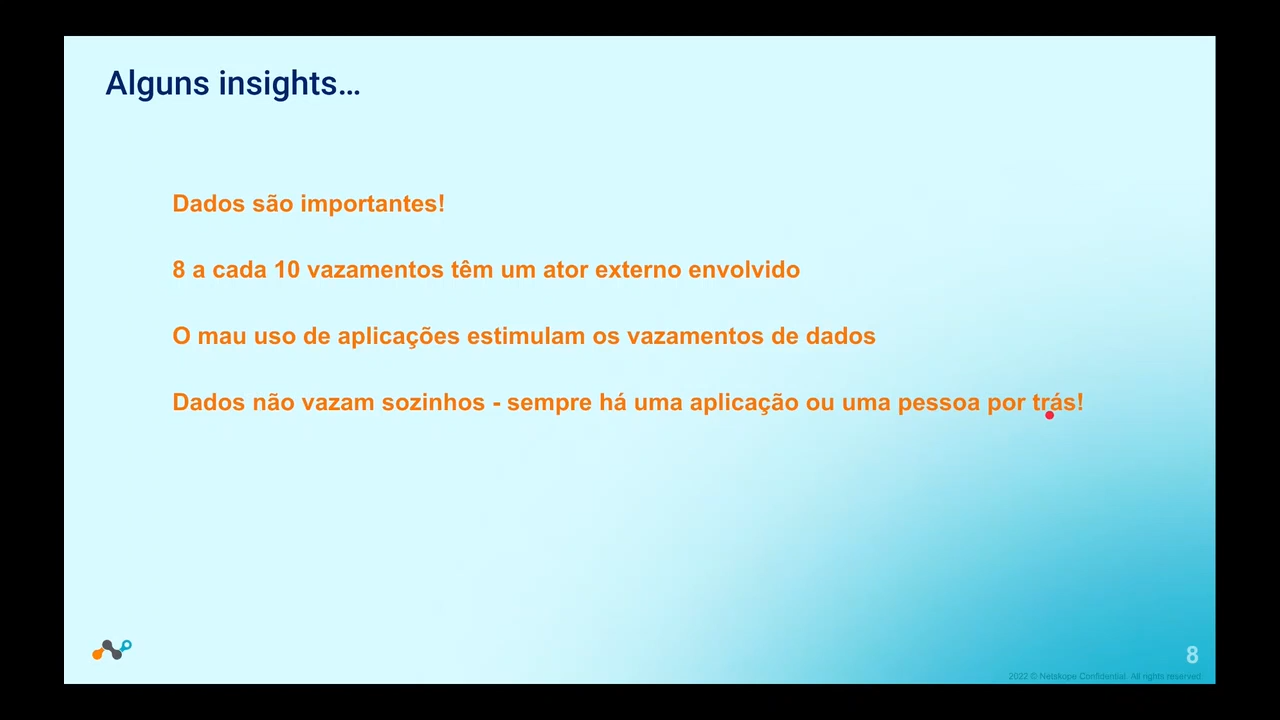 Alguns insights...
Dados são importantes!
8 a cada 10 vazamentos têm um ator externo envolvido
O mau uso de aplicações estimulam os vazamentos de dados
Dados não vazam sozinhos - sempre há uma aplicação ou uma pessoa por trás!
8
2022 © Netskope Confidential. All rights reserved